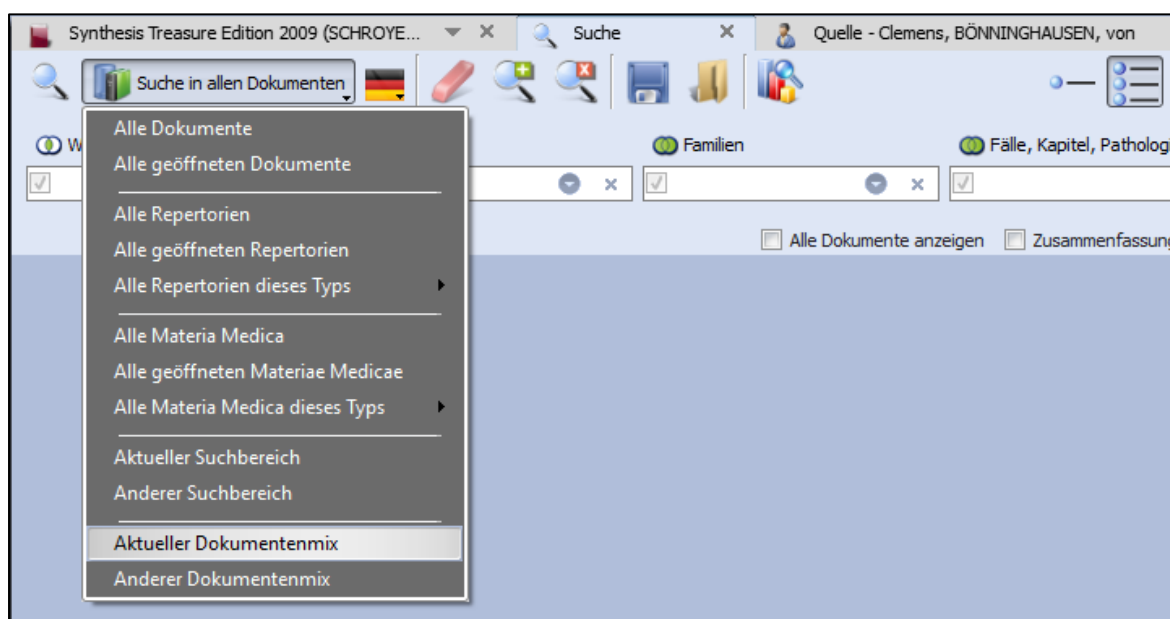 Synthesis Treasure Edition 2009 (SCHROYE...
Suche
Quelle - Clemens, BÖNNINGHAUSEN, von
Suche in allen Dokumenten
W
Familien
Fälle, Kapitel, Pathologi
Alle Dokumente anzeigen
Zusammenfassung
Alle Dokumente
Alle geöffneten Dokumente
Alle Repertorien
Alle geöffneten Repertorien
Alle Repertorien dieses Typs
Alle Materia Medica
Alle geöffneten Materiae Medicae
Alle Materia Medica dieses Typs
Aktueller Suchbereich
Anderer Suchbereich
Aktueller Dokumentenmix
Anderer Dokumentenmix